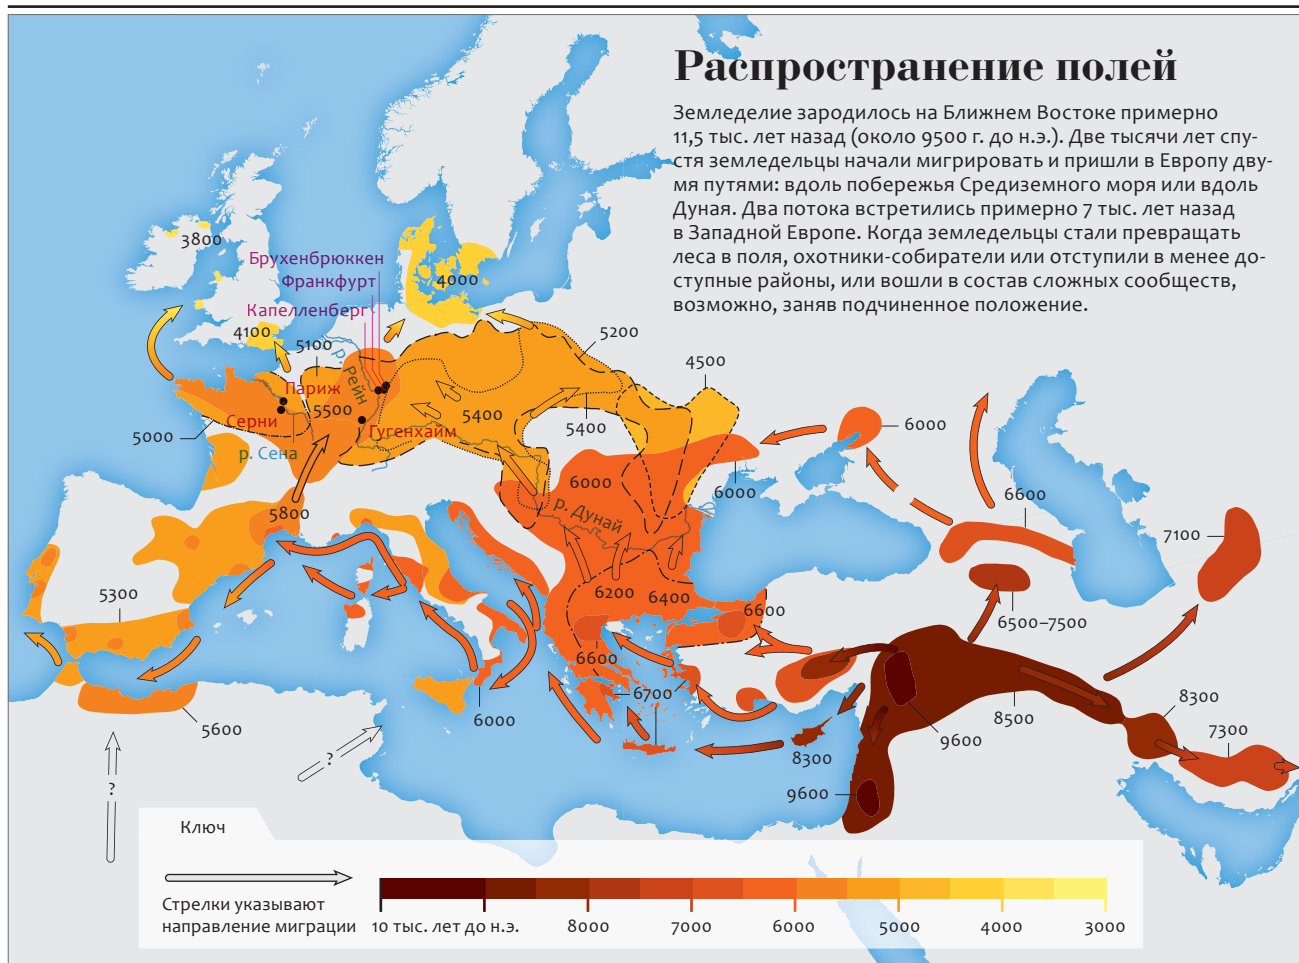 Распространение полей
Земледелие зародилось на Ближнем Востоке примерно
11,5 тыс. лет назад (около 9500 г. до н.э.). Две тысячи лет спу-
стя земледельцы начали мигрировать и пришли в Европу дву-
мя путями: вдоль побережья Средиземного моря или вдоль
Дуная. Два потока встретились примерно 7 тыс. лет назад
в Западной Европе. Когда земледельцы стали превращать
леса в поля, охотники-собиратели или отступили в менее до-
ступные районы, или вошли в состав сложных сообществ,
возможно, заняв подчиненное положение.
3800
Брухенбрюккен
Франкфурт
4000
Капелленберг
4100
5100
5200
р. Рейн
4500
Париж
5500
5400
Серни
Гугенхайм
5400
5000
6000
р. Сена
6000
6000
5800
р. Дунай
6600
7100
5300
6200
6400
6600
6500–7500
6600
6700
6000
5600
8500
8300
7300
9600
8300
9600
?
?
Ключ
Стрелки указывают
направление миграции
10 тыс. лет до н.э.
8000
7000
6000
5000
4000
3000